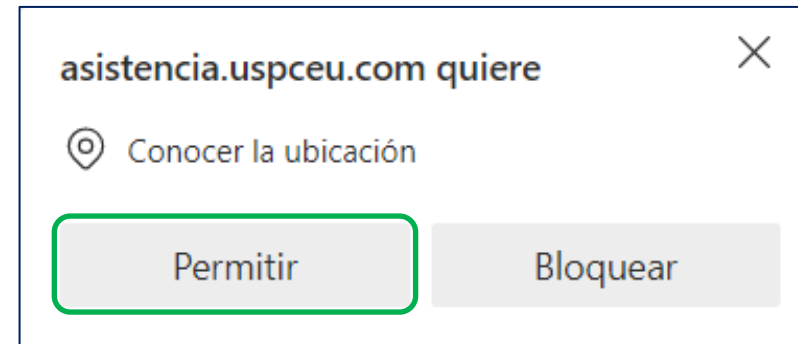 asistencia.uspceu.com quiere
Conocer la ubicación
Permitir
Bloquear